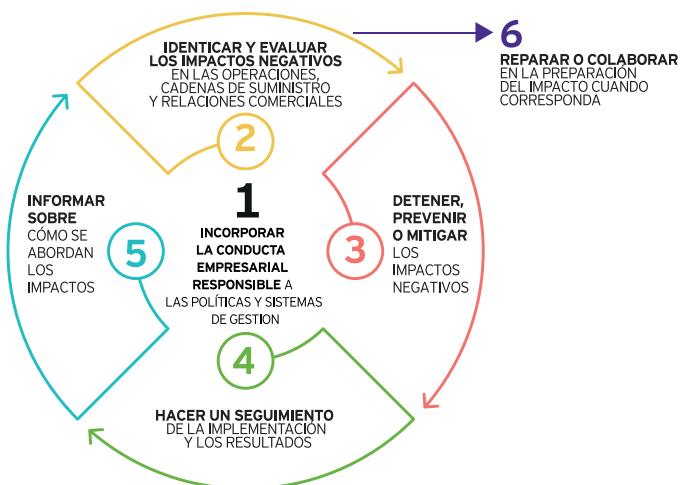 IDENTICAR Y EVALUAR
LOS IMPACTOS NEGATIVOS
EN LAS OPERACIONES,
CADENAS DE SUMINISTRO
Y RELACIONES COMERCIALES
2
6
REPARAR O COLABORAR
EN LA PREPARACIÓN
DEL IMPACTO CUANDO
CORRESPONDA
1
INCORPORAR
LA CONDUCTA
EMPRESARIAL
RESPONSIBLE A
LAS POLÍTICAS Y SISTEMAS
DE GESTION
3
DETENER,
PREVENIR
O MITIGAR
LOS
IMPACTOS
NEGATIVOS
4
HACER UN SEGUIMIENTO
DE LA IMPLEMENTACIÓN
Y LOS RESULTADOS
5
INFORMAR
SOBRE
CÓMO SE
ABORDAN
LOS
IMPACTOS